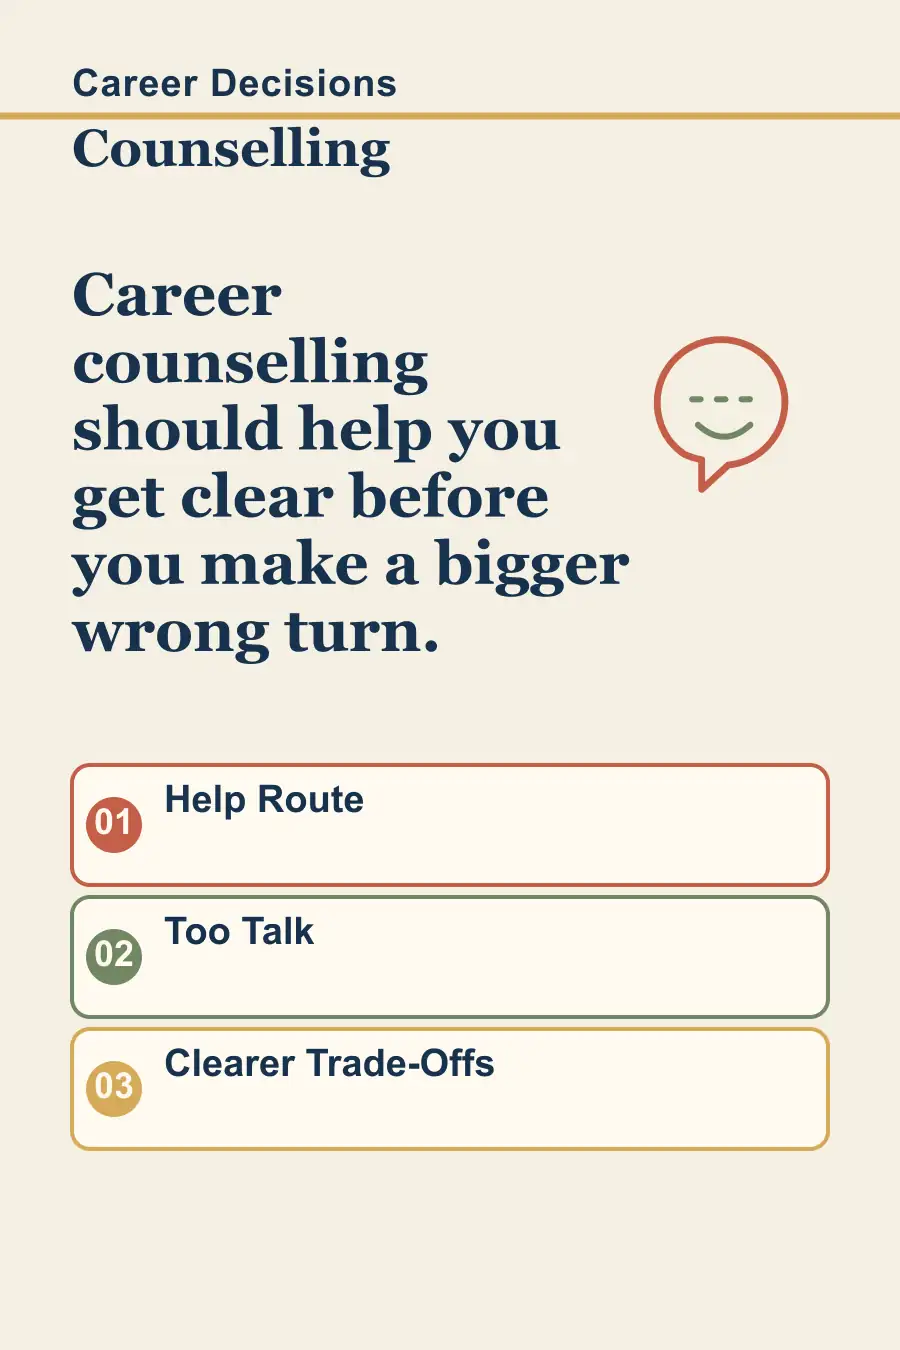 Career Decisions
Counselling
Career
counselling
should help you
get clear before
you make a bigger
wrong turn.
01
Help Route
02
Too Talk
03
Clearer Trade-Offs